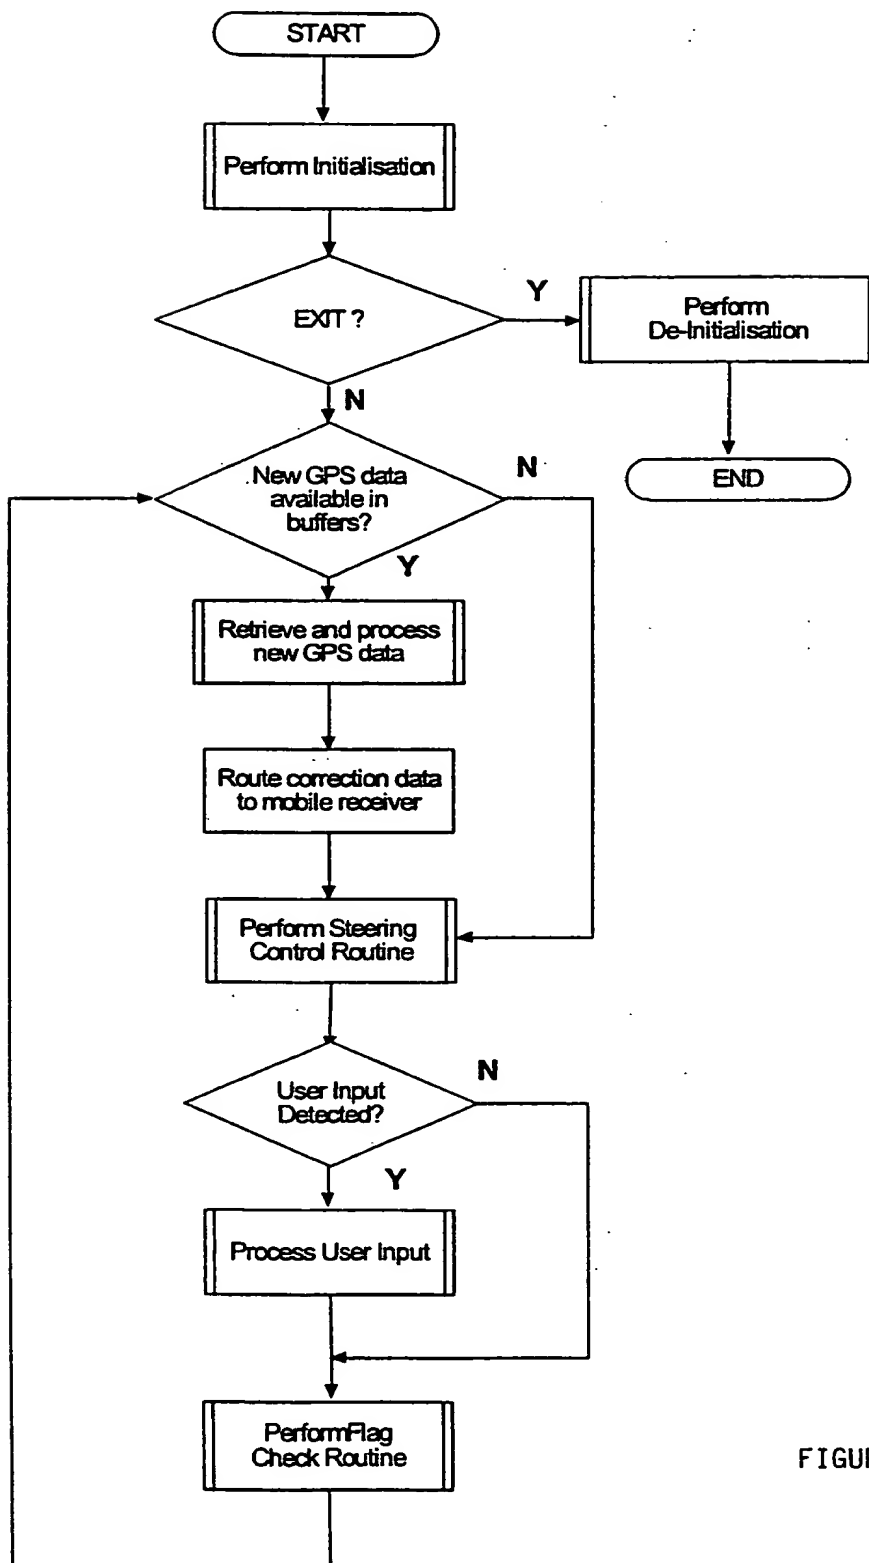 START
Perform Initialisation
EXIT ?
Y
Perform
De-Initialisation
N
END
New GPS data
available in
buffers?
N
Y
Retrieve and process
new GPS data
Route correction data
to mobile receiver
Perform Steering
Control Routine
User Input
Detected?
N
Y
Process User Input
PerformFlag
Check Routine